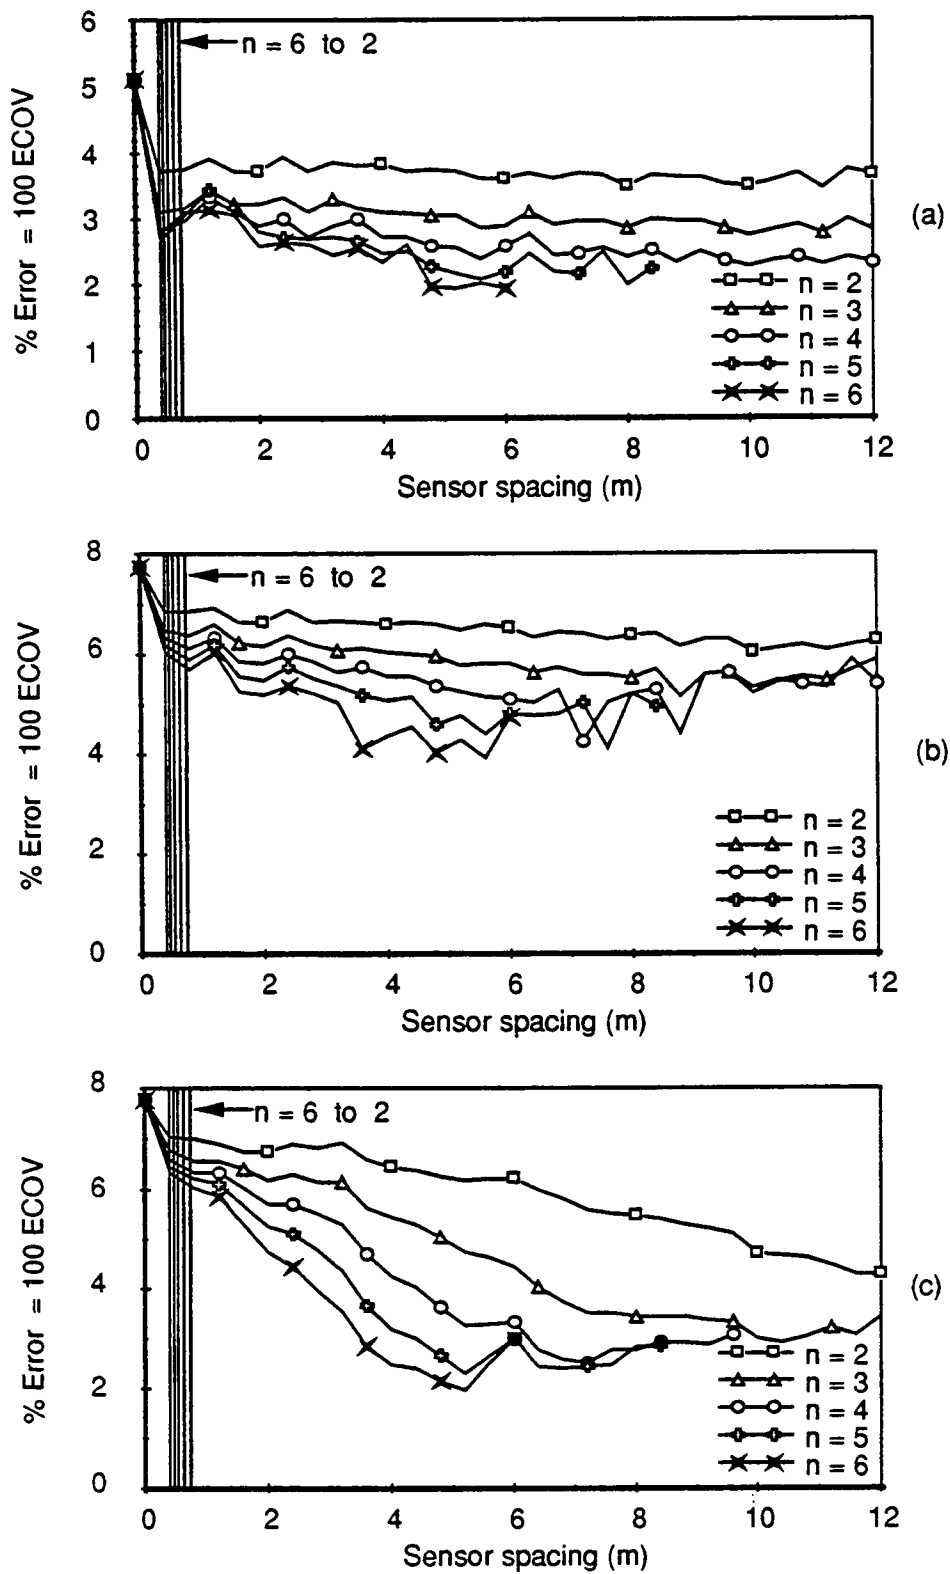 6
5
4
3
2
1
0
% Error = 100 ECOV
n = 6 to 2
(a)
n = 2
n = 3
n = 4
n = 5
n = 6
0 2 4 6 8 10 12
Sensor spacing (m)
8
6
4
2
0
% Error = 100 ECOV
n = 6 to 2
(b)
n = 2
n = 3
n = 4
n = 5
n = 6
0 2 4 6 8 10 12
Sensor spacing (m)
8
6
4
2
0
% Error = 100 ECOV
n = 6 to 2
(c)
n = 2
n = 3
n = 4
n = 5
n = 6
0 2 4 6 8 10 12
Sensor spacing (m)